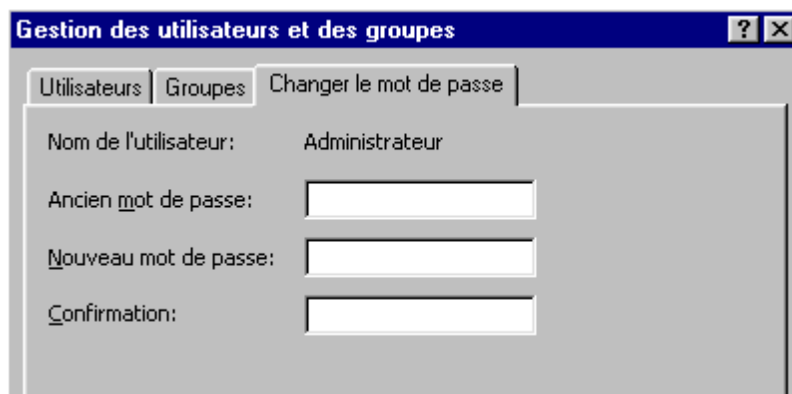 Gestion des utilisateurs et des groupes
Utilisateurs Groupes Changer le mot de passe
Nom de l'utilisateur: Administrateur
Ancien mot de passe:
Nouveau mot de passe:
Confirmation: